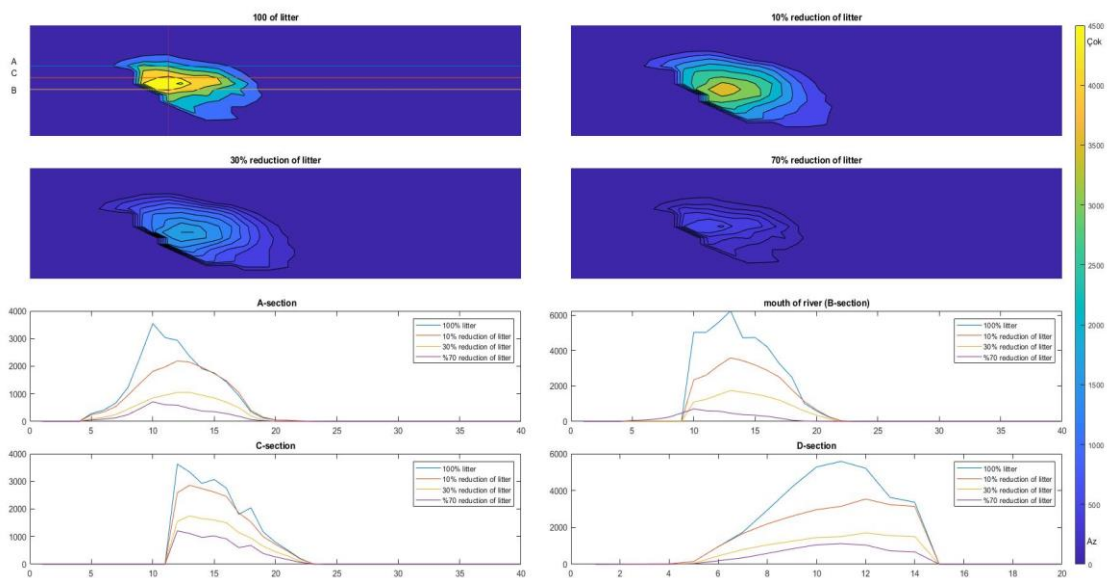 100 of litter
A
C
B
10% reduction of litter
4500
Çok
4000
3500
3000
2500
2000
1500
1000
500
Az
0
30% reduction of litter
70% reduction of litter
A-section
4000
3000
2000
1000
0
0 5 10 15 20 25 30 35 40
100% litter
10% reduction of litter
30% reduction of litter
%70 reduction of litter
mouth of river (B-section)
6000
4000
2000
0
0 5 10 15 20 25 30 35 40
100% litter
10% reduction of litter
30% reduction of litter
%70 reduction of litter
C-section
4000
3000
2000
1000
0
0 5 10 15 20 25 30 35 40
100% litter
10% reduction of litter
30% reduction of litter
%70 reduction of litter
D-section
6000
4000
2000
0
0 2 4 6 8 10 12 14 16 18 20
100% litter
10% reduction of litter
30% reduction of litter
%70 reduction of litter